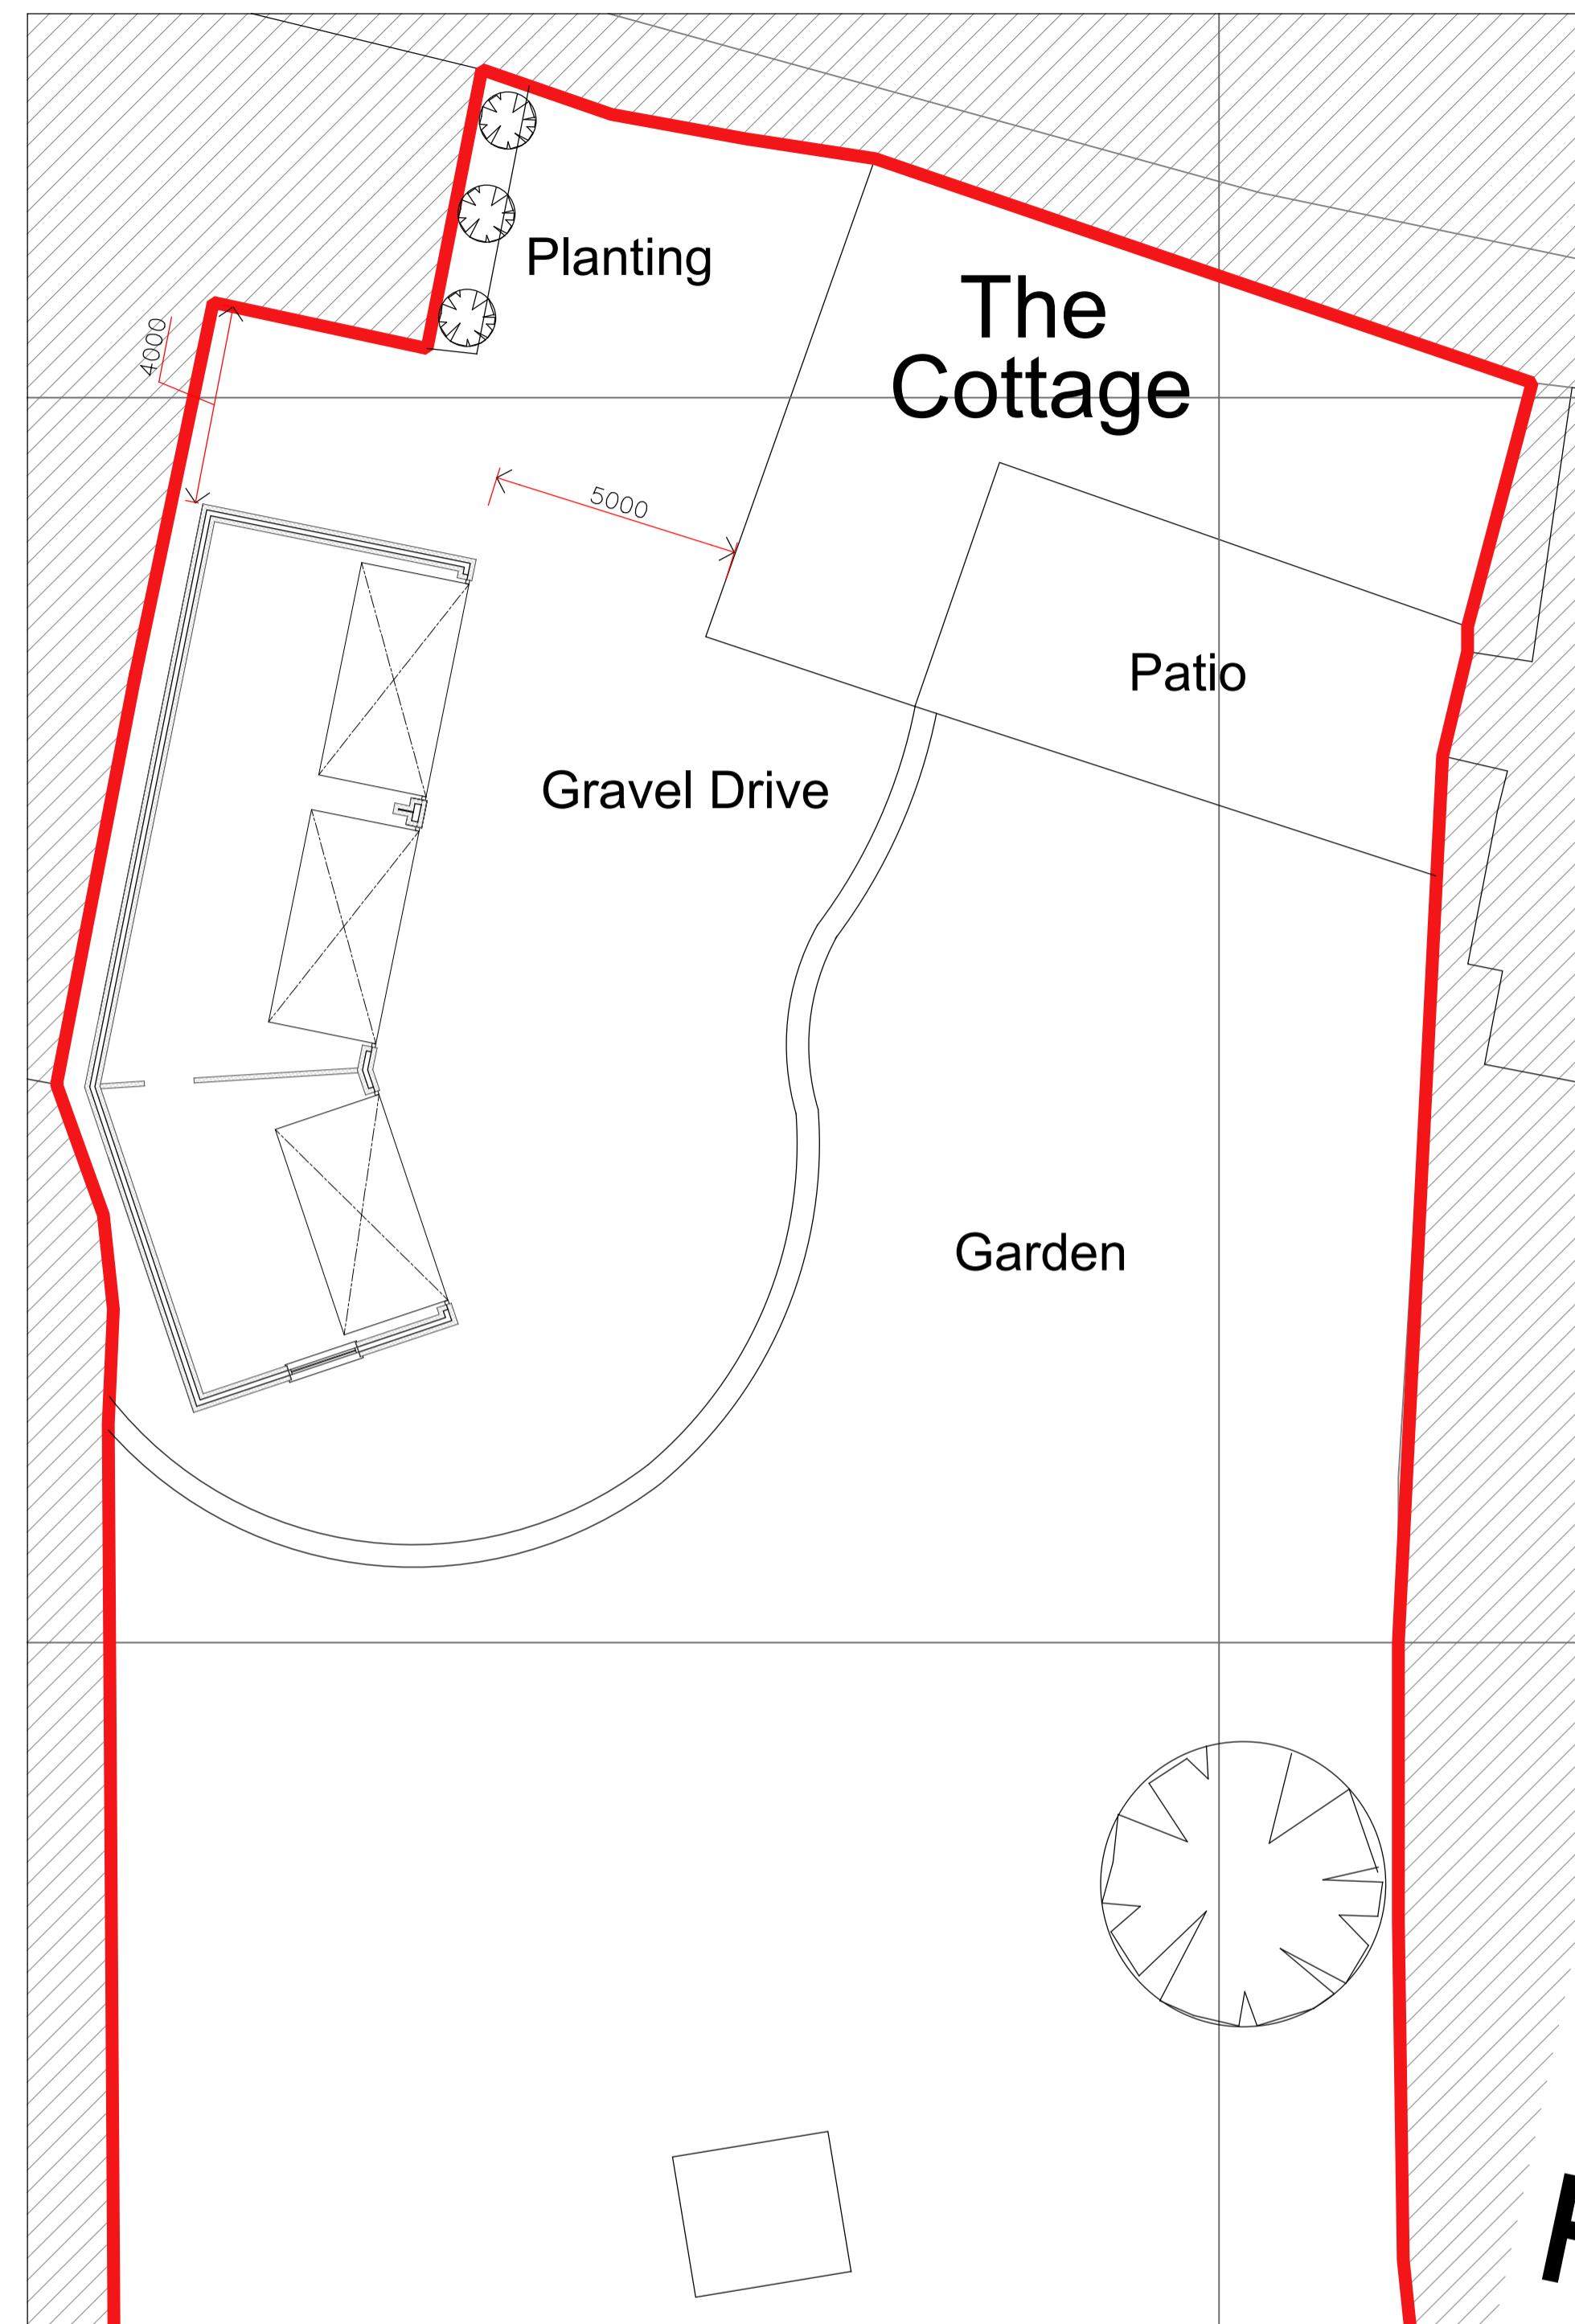 Planting
The
Cottage
4000
5000
Patio
Gravel Drive
Garden